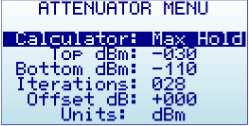 ATTENUATOR MENU
Calculator: Max Hold
Top dBm: -030
Bottom dBm: -110
Iterations: 028
Offset dB: +000
Units: dBm